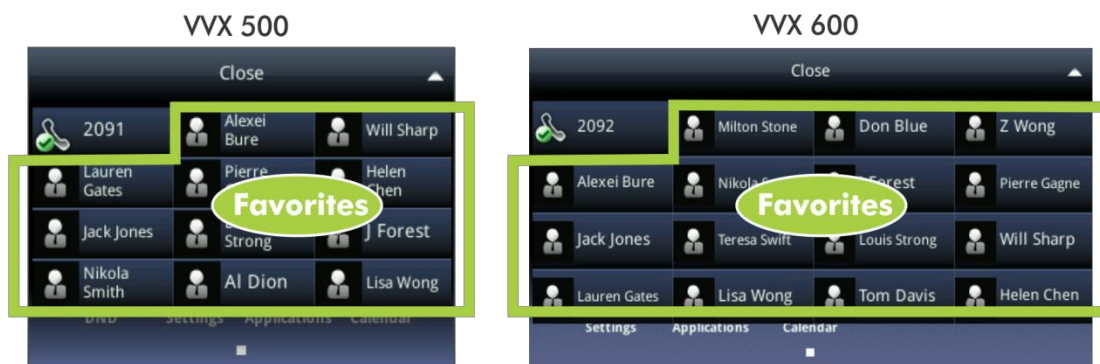 VVX 500
VVX 600
Close
2091
Alexei
Bure
Will Sharp
Lauren
Gates
Pierre
Helen
Chen
Jack Jones
Strong
J Forest
Nikola
Smith
Al Dion
Lisa Wong
DND Settings Applications Calendar
Favorites
Close
2092
Milton Stone
Don Blue
Z Wong
Alexei Bure
Nikola
Forest
Pierre Gagne
Jack Jones
Teresa Swift
Louis Strong
Will Sharp
Lauren Gates
Lisa Wong
Tom Davis
Helen Chen
Settings Applications Calendar
Favorites